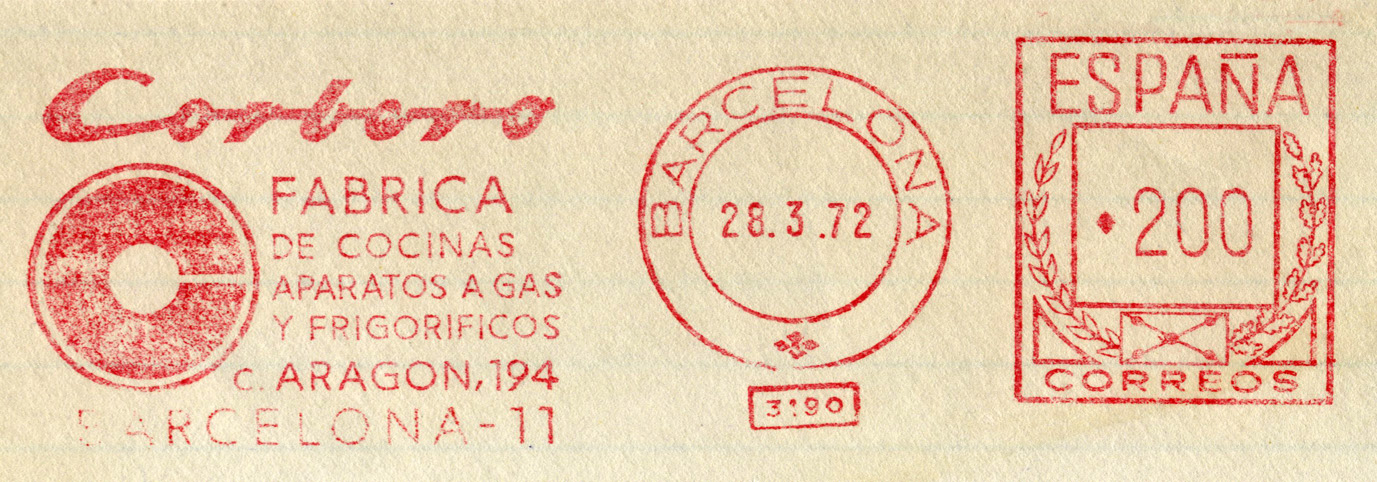 Corbero
FABRICA
DE COCINAS
APARATOS A GAS
Y FRIGORIFICOS
C. ARAGON, 194
BARCELONA-11
BARCELONA
28.3.72
3190
ESPAÑA
200
CORREOS